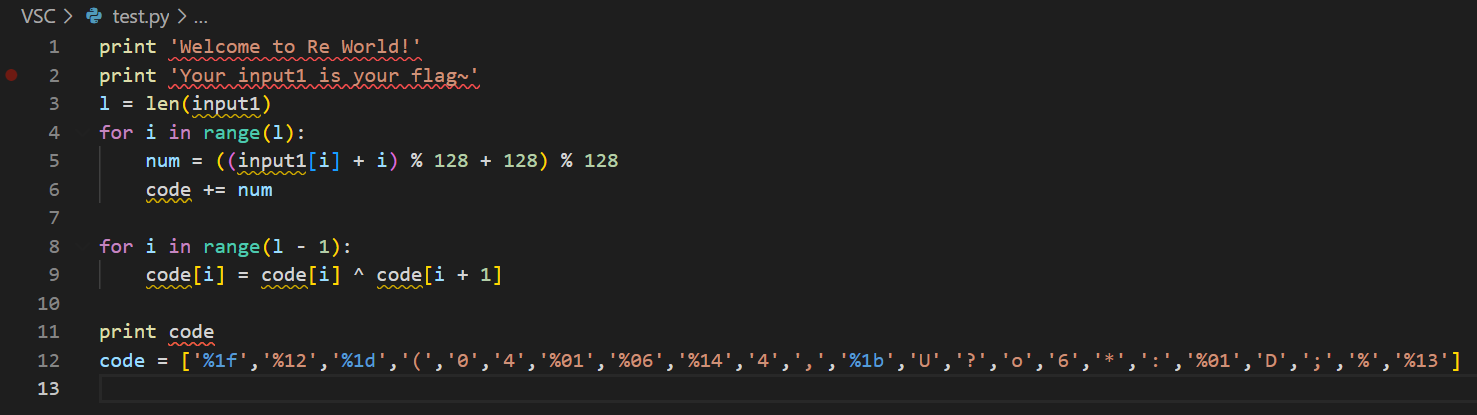 VSC > test.py > ...
1 print 'Welcome to Re World!'
2 print 'Your input1 is your flag~'
3 l = len(input1)
4 for i in range(l):
5     num = ((input1[i] + i) % 128 + 128) % 128
6     code += num
7
8 for i in range(l - 1):
9     code[i] = code[i] ^ code[i + 1]
10
11 print code
12 code = ['%1f','%12','%1d','(','0','4','%01','%06','%14','4',',','%1b','U','?','o','6','*',':','%01','D',';','%','%13']
13